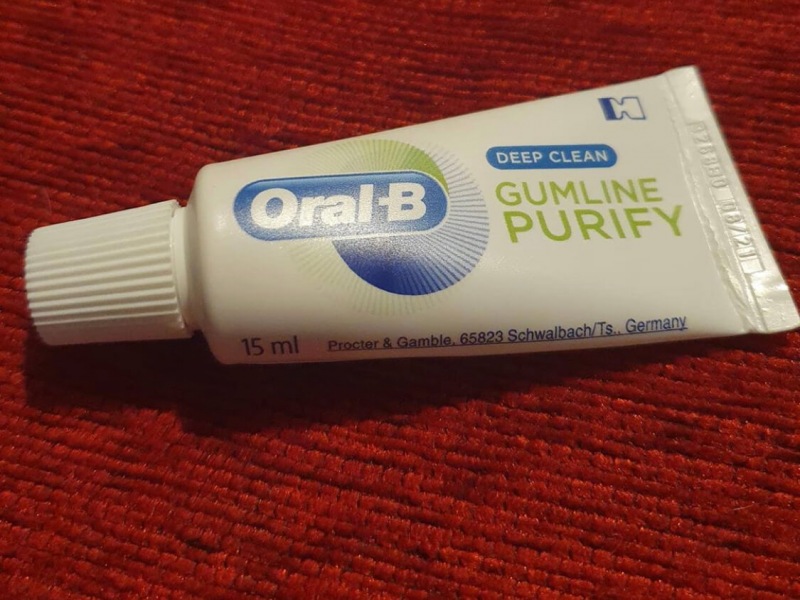 Oral-B
DEEP CLEAN
GUMLINE
PURIFY
15 ml
Procter & Gamble, 65823 Schwalbach/Ts., Germany